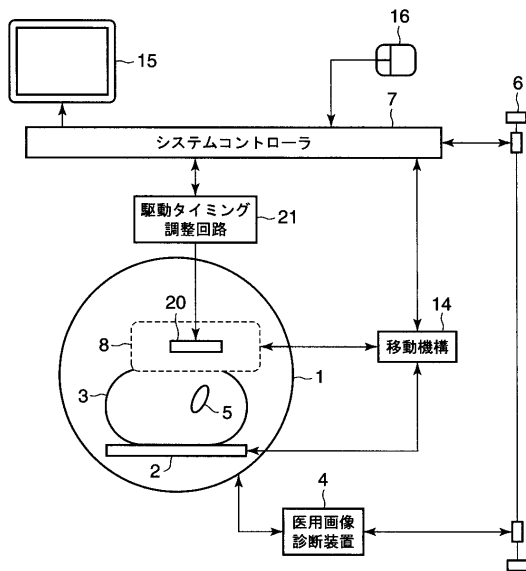 16
15
6
7
システムコントローラ
駆動タイミング
調整回路
21
20
14
8
移動機構
1
3
5
2
4
医用画像
診断装置